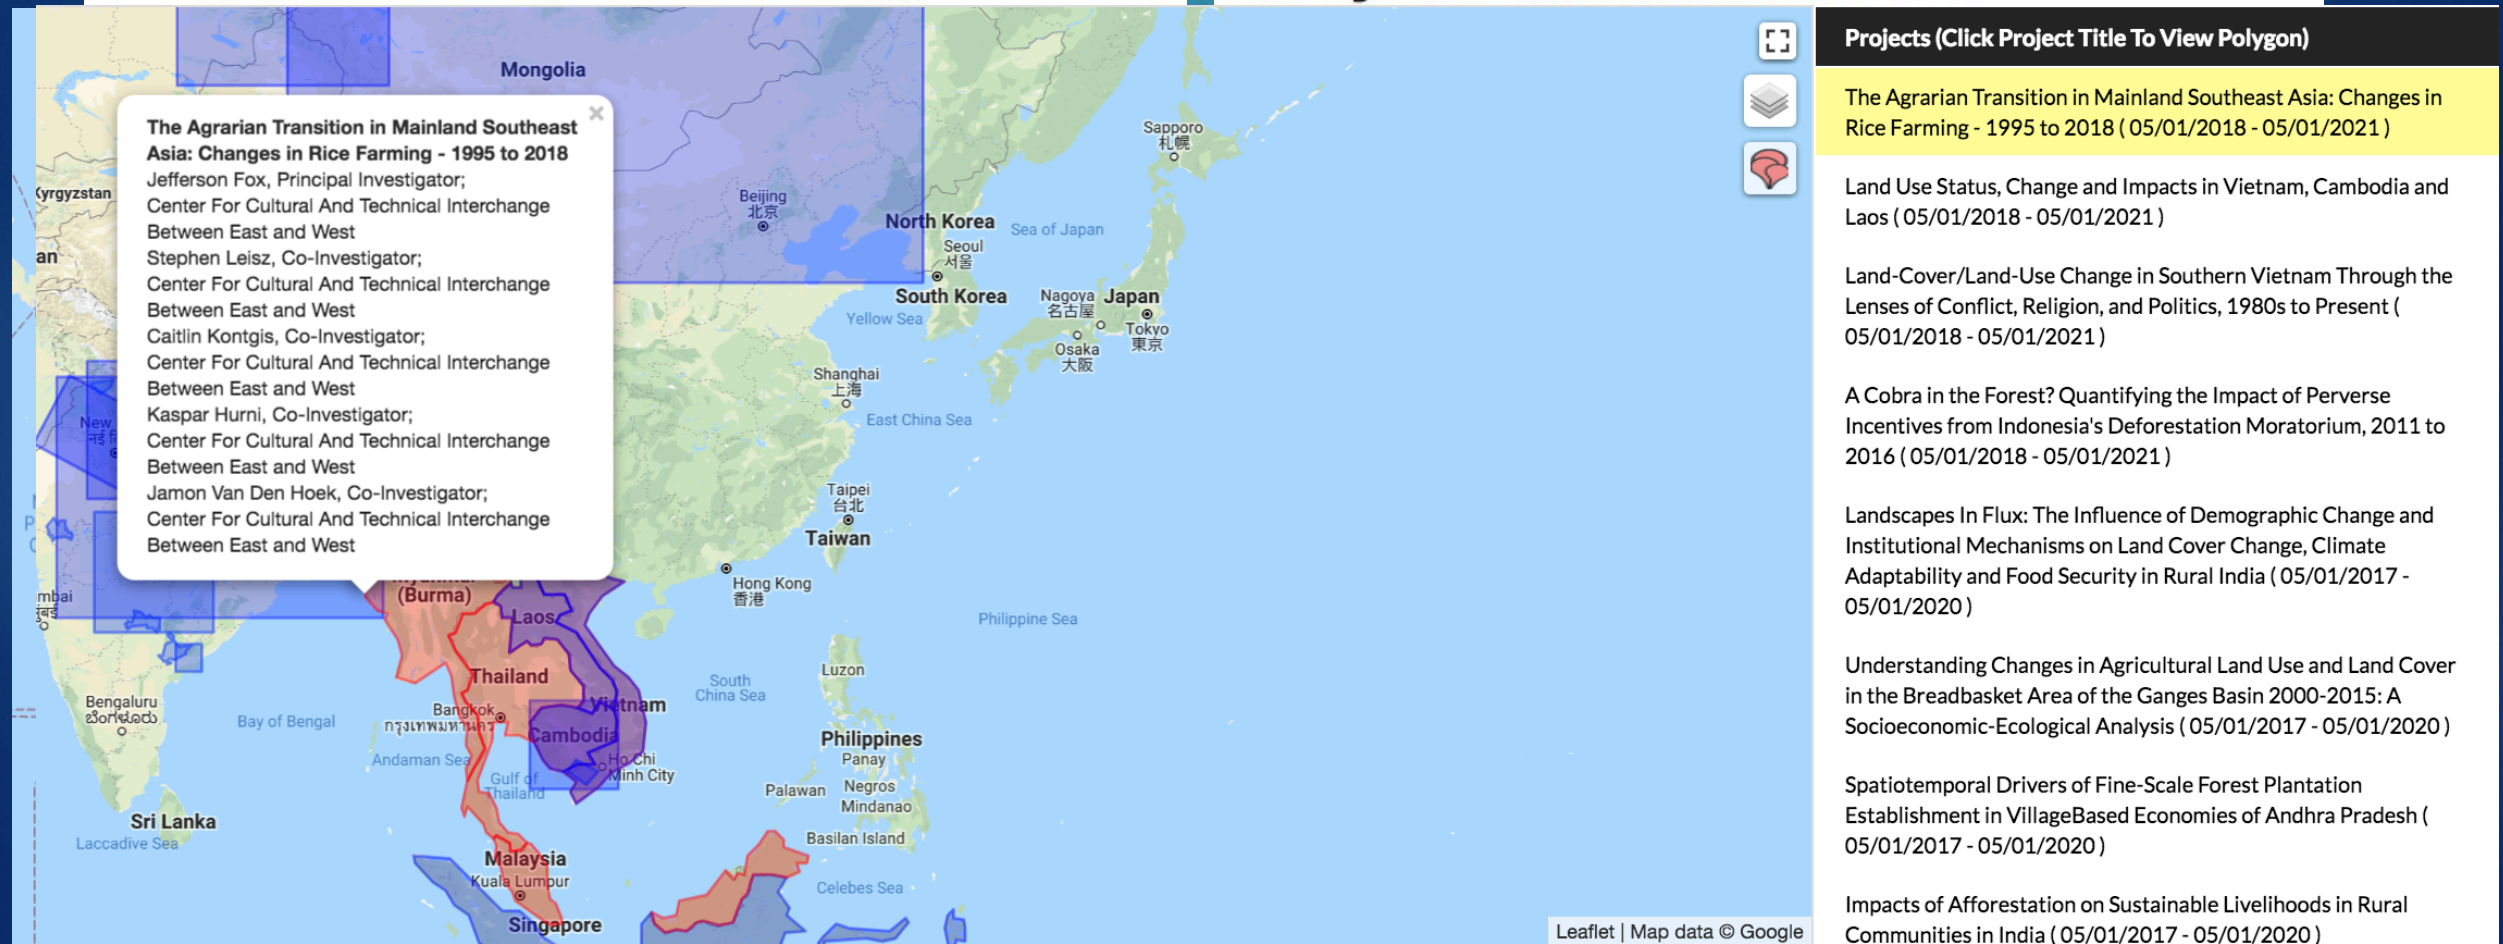 Projects (Click Project Title To View Polygon)
The Agrarian Transition in Mainland Southeast Asia: Changes in
Rice Farming - 1995 to 2018 ( 05/01/2018 - 05/01/2021 )
Land Use Status, Change and Impacts in Vietnam, Cambodia and
Laos ( 05/01/2018 - 05/01/2021 )
Land-Cover/Land-Use Change in Southern Vietnam Through the
Lenses of Conflict, Religion, and Politics, 1980s to Present (
05/01/2018 - 05/01/2021 )
A Cobra in the Forest? Quantifying the Impact of Perverse
Incentives from Indonesia's Deforestation Moratorium, 2011 to
2016 ( 05/01/2018 - 05/01/2021 )
Landscapes In Flux: The Influence of Demographic Change and
Institutional Mechanisms on Land Cover Change, Climate
Adaptability and Food Security in Rural India ( 05/01/2017 -
05/01/2020 )
Understanding Changes in Agricultural Land Use and Land Cover
in the Breadbasket Area of the Ganges Basin 2000-2015: A
Socioeconomic-Ecological Analysis ( 05/01/2017 - 05/01/2020 )
Spatiotemporal Drivers of Fine-Scale Forest Plantation
Establishment in VillageBased Economies of Andhra Pradesh (
05/01/2017 - 05/01/2020 )
Impacts of Afforestation on Sustainable Livelihoods in Rural
Communities in India ( 05/01/2017 - 05/01/2020 )
The Agrarian Transition in Mainland Southeast
Asia: Changes in Rice Farming - 1995 to 2018
Jefferson Fox, Principal Investigator;
Center For Cultural And Technical Interchange
Between East and West
Stephen Leisz, Co-Investigator;
Center For Cultural And Technical Interchange
Between East and West
Caitlin Kontgis, Co-Investigator;
Center For Cultural And Technical Interchange
Between East and West
Kaspar Hurni, Co-Investigator;
Center For Cultural And Technical Interchange
Between East and West
Jamon Van Den Hoek, Co-Investigator;
Center For Cultural And Technical Interchange
Between East and West
Mongolia
Kyrgyzstan
an
Sapporo
札幌
Beijing
北京
North Korea
Sea of Japan
Seoul
서울
South Korea
Nagoya
名古屋
Japan
Tokyo
東京
Osaka
大阪
Yellow Sea
Shanghai
上海
East China Sea
New
Taipei
台北
Taiwan
Hong Kong
香港
mbai
Myanmar
(Burma)
Laos
Philippine Sea
Thailand
Luzon
South
China Sea
Vietnam
Bangkok
กรุงเทพมหานคร
Bengaluru
ಬೆಂಗಳೂರು
Bay of Bengal
Cambodia
Philippines
Panay
Andaman Sea
Ho Chi
Minh City
Gulf of
Thailand
Palawan
Negros
Mindanao
Sri Lanka
Laccadive Sea
Basilan Island
Malaysia
Kuala Lumpur
Celebes Sea
Singapore
Leaflet | Map data © Google